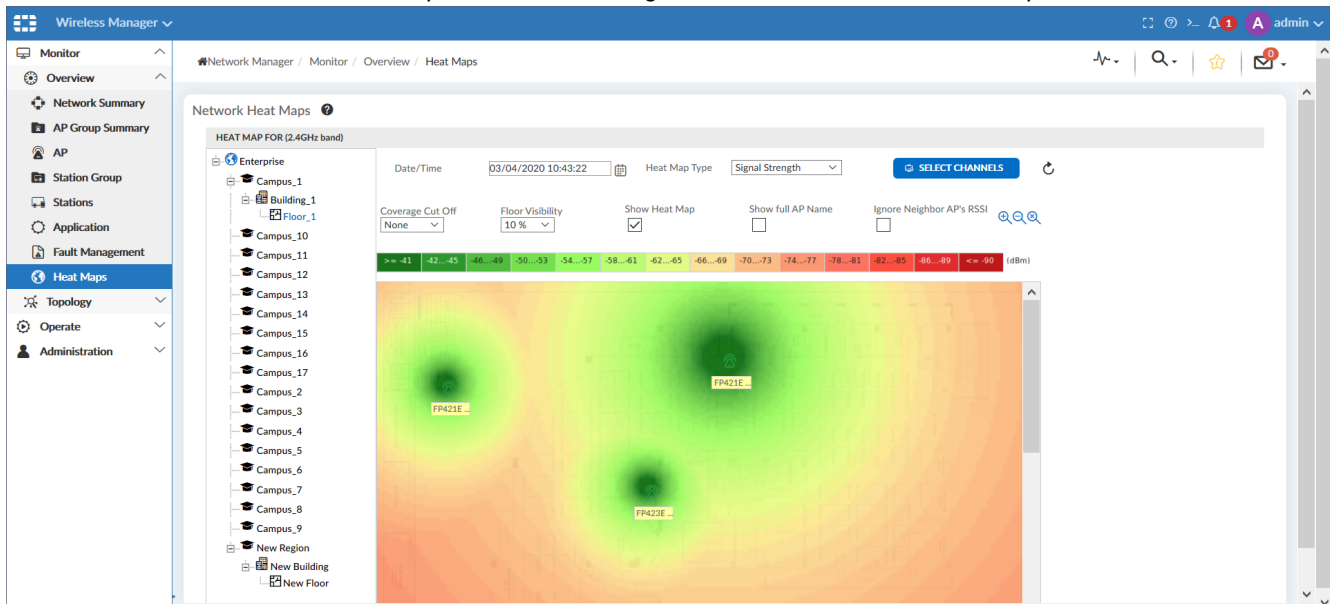 Wireless Manager
1
A
admin
Monitor
Overview
Network Summary
AP Group Summary
AP
Station Group
Stations
Application
Fault Management
Heat Maps
Topology
Operate
Administration
Network Manager / Monitor / Overview / Heat Maps
0
Network Heat Maps
HEAT MAP FOR (2.4GHz band)
Enterprise
Campus_1
Building_1
Floor_1
Campus_10
Campus_11
Campus_12
Campus_13
Campus_14
Campus_15
Campus_16
Campus_17
Campus_2
Campus_3
Campus_4
Campus_5
Campus_6
Campus_7
Campus_8
Campus_9
New Region
New Building
New Floor
Date/Time 03/04/2020 10:43:22 Heat Map Type Signal Strength SELECT CHANNELS
Coverage Cut Off Floor Visibility Show Heat Map Show full AP Name Ignore Neighbor AP's RSSI
None 10 %
>= -41 -42...-45 -46...-49 -50...-53 -54...-57 -58...-61 -62...-65 -66...-69 -70...-73 -74...-77 -78...-81 -82...-85 -86...-89 <= -90 (dBm)
FP421E ...
FP421E ...
FP423E ...